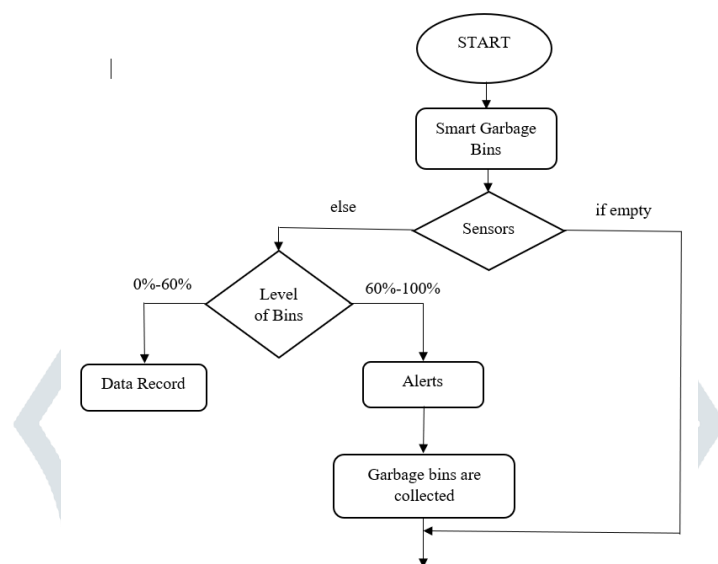 START
Smart Garbage
Bins
else
if empty
Sensors
0%-60%
60%-100%
Level
of Bins
Data Record
Alerts
Garbage bins are
collected